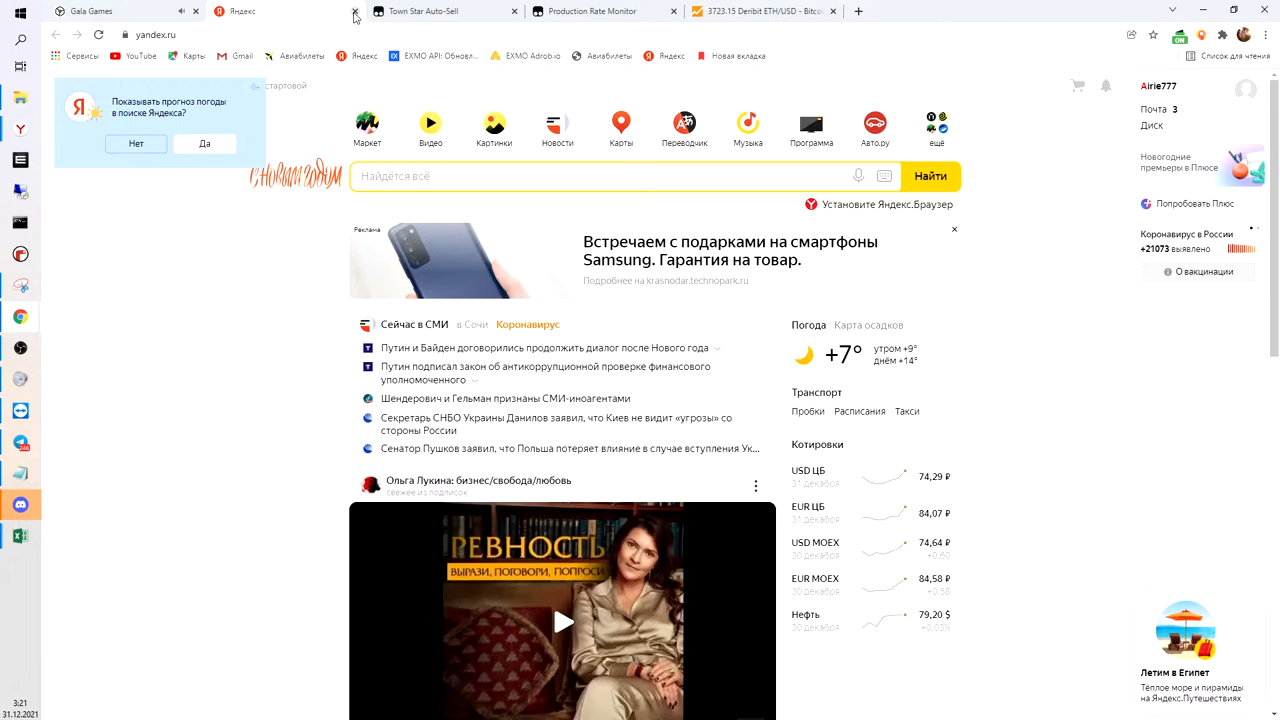 Gala Games
Яндекс
Town Star Auto-Sell
Production Rate Monitor
3723.15 Deribit ETH/USD - Bitco
yandex.ru
Сервисы
YouTube
Карты
Gmail
Авиабилеты
Яндекс
EXMO API: Обновл...
EXMO Adrob.io
Авиабилеты
Яндекс
Новая вкладка
Список для чтения
ON
0+
стартовой
Показывать прогноз погоды
в поиске Яндекса?
Нет
Да
Маркет
Видео
Картинки
Новости
Карты
Переводчик
Музыка
Программа
Авто.ру
ещё
Airie777
Почта 3
Диск
с новым годом
Найдётся всё
Найти
Установите Яндекс.Браузер
Новогодние
премьеры в Плюсе
Попробовать Плюс
Коронавирус в России
+21073 выявлено
О вакцинации
Реклама
Встречаем с подарками на смартфоны
Samsung. Гарантия на товар.
Подробнее на krasnodar.technopark.ru
Сейчас в СМИ
в Сочи
Коронавирус
Путин и Байден договорились продолжить диалог после Нового года
Путин подписал закон об антикоррупционной проверке финансового
уполномоченного
Шендерович и Гельман признаны СМИ-иноагентами
Секретарь СНБО Украины Данилов заявил, что Киев не видит «угрозы» со
стороны России
Сенатор Пушков заявил, что Польша потеряет влияние в случае вступления Ук...
Погода
Карта осадков
+7°
утром +9°
днём +14°
Транспорт
Пробки
Расписания
Такси
Котировки
USD ЦБ
31 декабря
74,29 ₽
EUR ЦБ
31 декабря
84,07 ₽
USD MOEX
30 декабря
74,64 ₽
+0,60
EUR MOEX
30 декабря
84,58 ₽
+0,58
Нефть
30 декабря
79,20 $
+0,03%
Ольга Лукина: бизнес/свобода/любовь
свежее из подписок
РЕВНОСТЬ
ВЫРАЗИ, ПОГОВОРИ, ПОПРОСИ
Летим в Египет
Тёплое море и пирамиды
на Яндекс.Путешествиях
3:21
31.12.2021